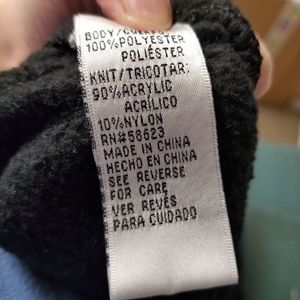 BODY/
100%POLYESTER
POLIÉSTER
KNIT/TRICOTAR:
90%ACRYLIC
ACRÍLICO
10%NYLON
RN#58623
MADE IN CHINA
HECHO EN CHINA
SEE REVERSE
FOR CARE
VER REVÉS
PARA CUIDADO